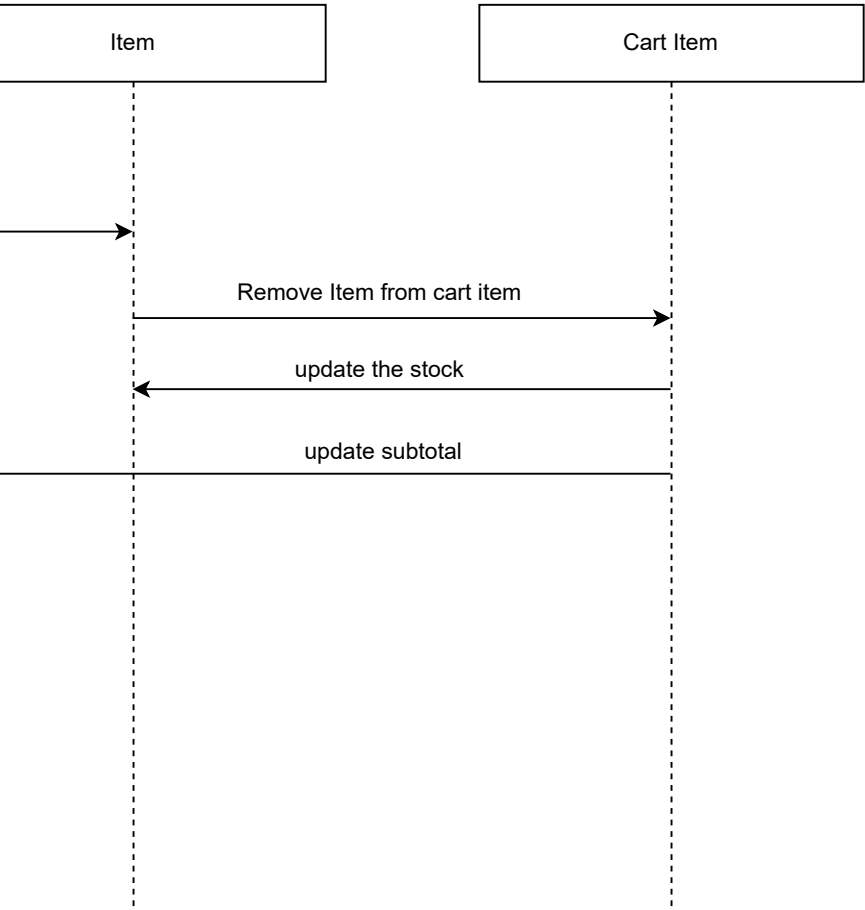 Item
Cart Item
Remove Item from cart item
update the stock
update subtotal